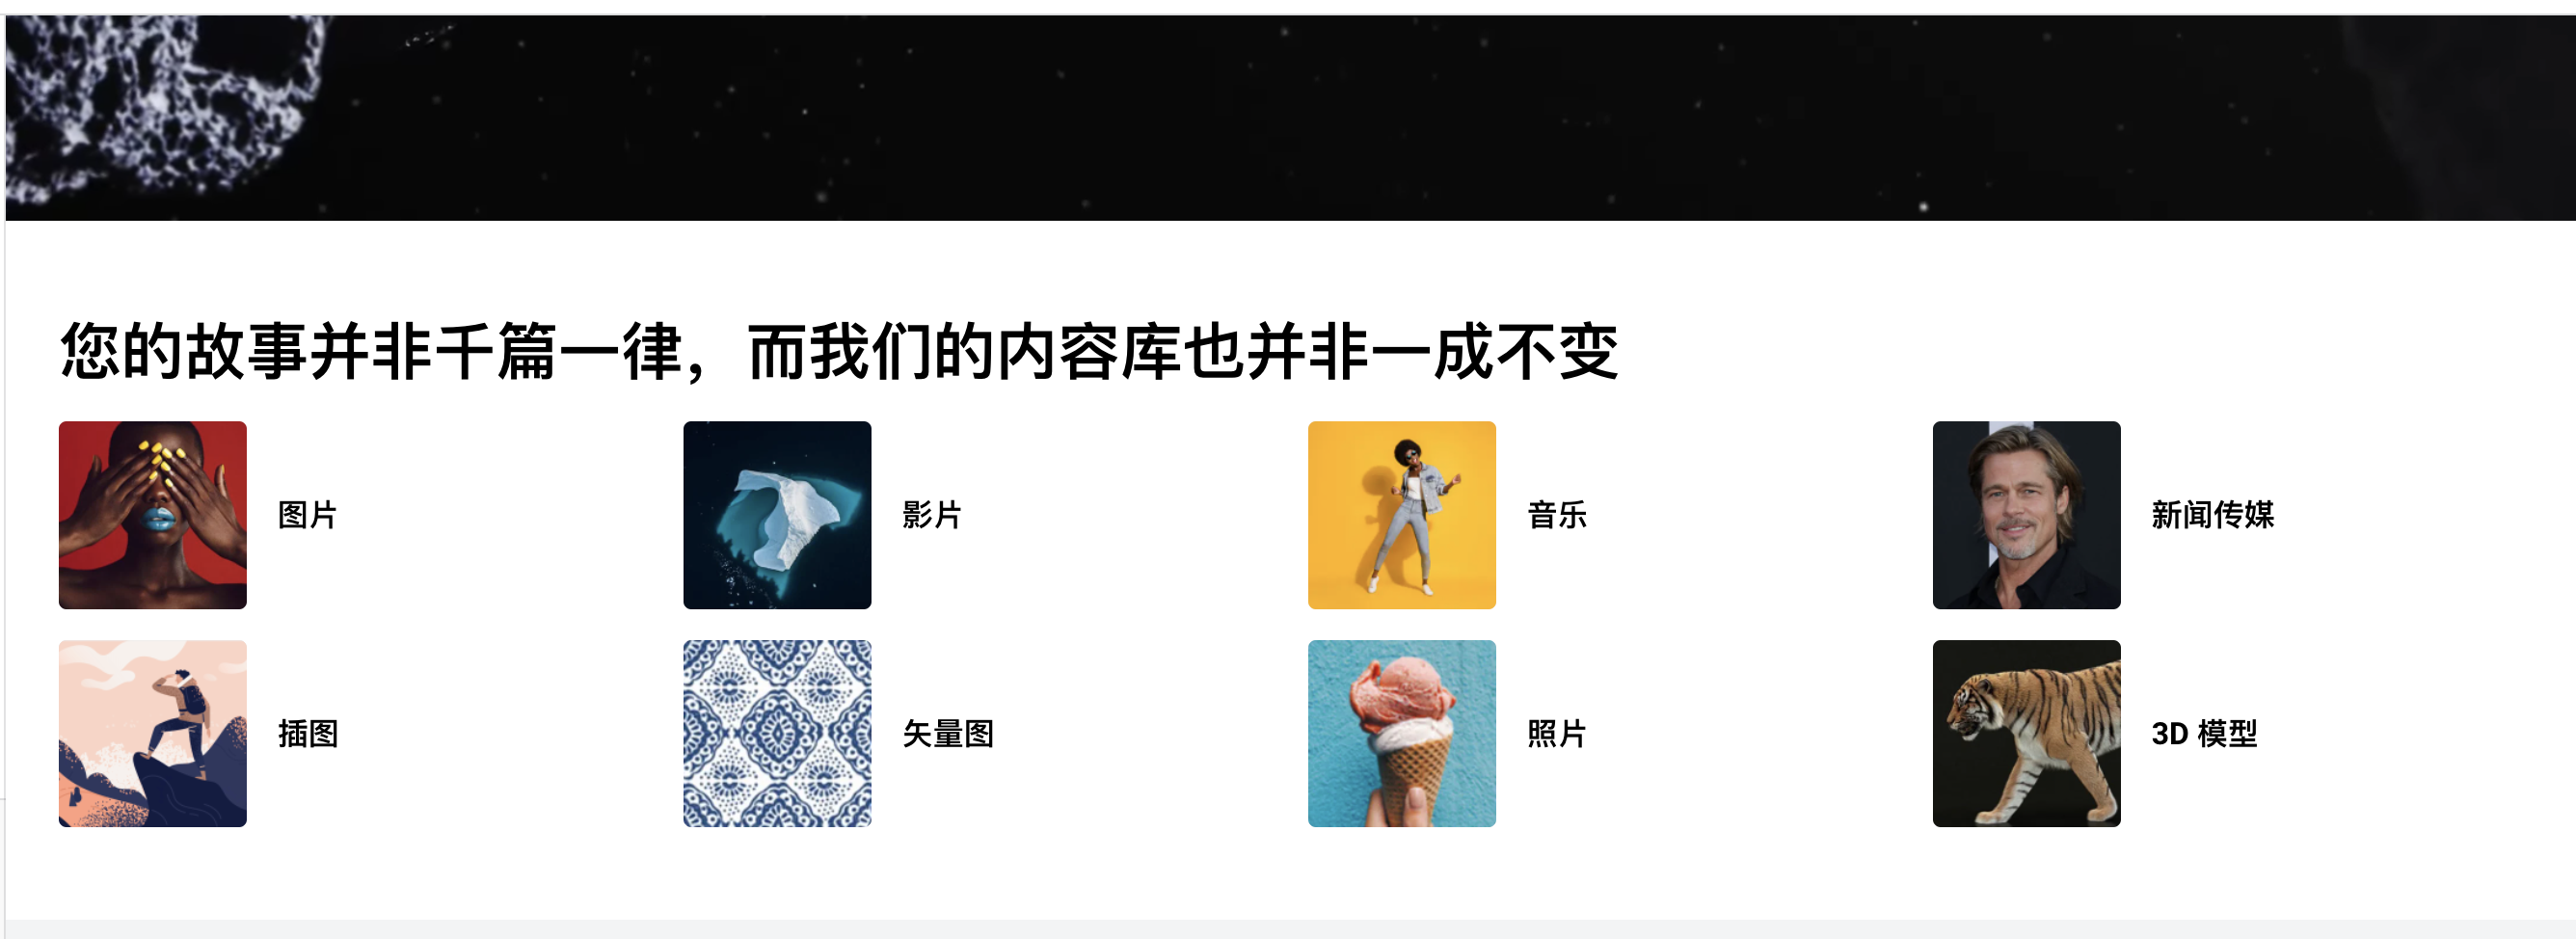 您的故事并非千篇一律，而我们的内容库也并非一成不变
图片
影片
音乐
新闻传媒
插图
矢量图
照片
3D 模型